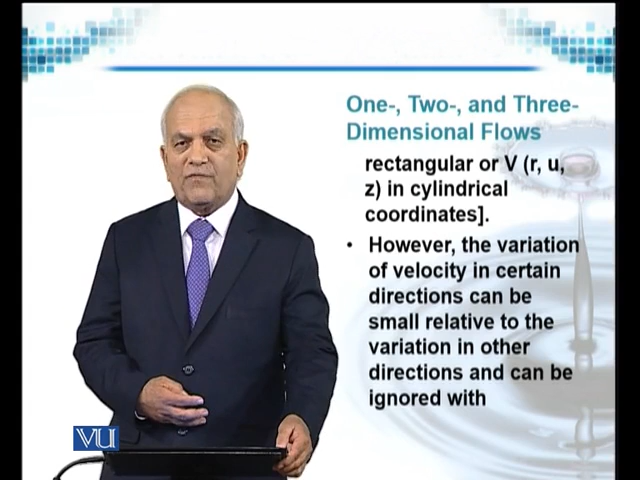 One-, Two-, and Three-
Dimensional Flows
rectangular or V (r, u,
z) in cylindrical
coordinates].
• However, the variation
of velocity in certain
directions can be
small relative to the
variation in other
directions and can be
ignored with
VU